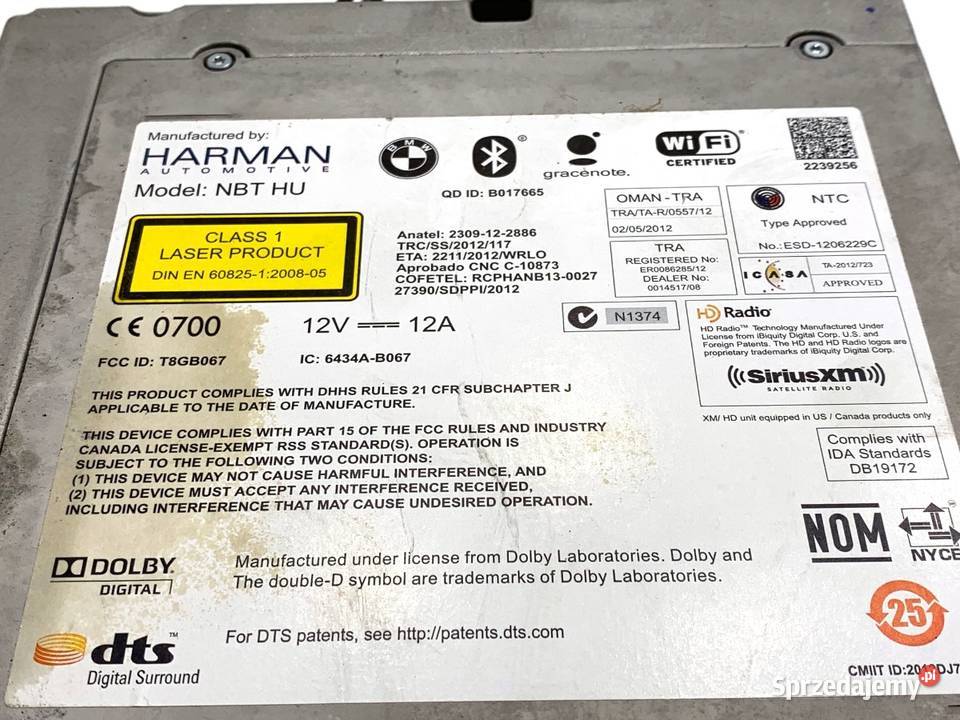 Manufactured by:
HARMAN
AUTOMOTIVE
Model: NBT HU
BMW
®
QD ID: B017665
gracenote.
Wi Fi®
CERTIFIED
2239256
CLASS 1
LASER PRODUCT
DIN EN 60825-1:2008-05
Anatel: 2309-12-2886
TRC/SS/2012/117
ETA: 2211/2012/WRLO
Aprobado CNC C-10873
COFETEL: RCPHANB13-0027
27390/SDPPI/2012
OMAN - TRA
TRA/TA-R/0557/12
02/05/2012
TRA
REGISTERED No:
ER0086285/12
DEALER No:
0014517/08
NTC
Type Approved
No.: ESD-1206229C
ICASA
TA-2012/723
APPROVED
CE 0700
12V 12A
N1374
FCC ID: T8GB067
IC: 6434A-B067
HD Radio™
HD Radio™ Technology Manufactured Under
License from iBiquity Digital Corp. U.S. and
Foreign Patents. The HD and HD Radio logos are
proprietary trademarks of iBiquity Digital Corp.
((SiriusXM))
SATELLITE RADIO
XM/ HD unit equipped in US / Canada products only
THIS PRODUCT COMPLIES WITH DHHS RULES 21 CFR SUBCHAPTER J
APPLICABLE TO THE DATE OF MANUFACTURE.
THIS DEVICE COMPLIES WITH PART 15 OF THE FCC RULES AND INDUSTRY
CANADA LICENSE-EXEMPT RSS STANDARD(S). OPERATION IS
SUBJECT TO THE FOLLOWING TWO CONDITIONS:
(1) THIS DEVICE MAY NOT CAUSE HARMFUL INTERFERENCE, AND
(2) THIS DEVICE MUST ACCEPT ANY INTERFERENCE RECEIVED,
INCLUDING INTERFERENCE THAT MAY CAUSE UNDESIRED OPERATION.
Complies with
IDA Standards
DB19172
NOM
NYCE
DOLBY
DIGITAL
Manufactured under license from Dolby Laboratories. Dolby and
The double-D symbol are trademarks of Dolby Laboratories.
25
dts™
Digital Surround
For DTS patents, see http://patents.dts.com
CMIIT ID:
Sprzedajemy.pl